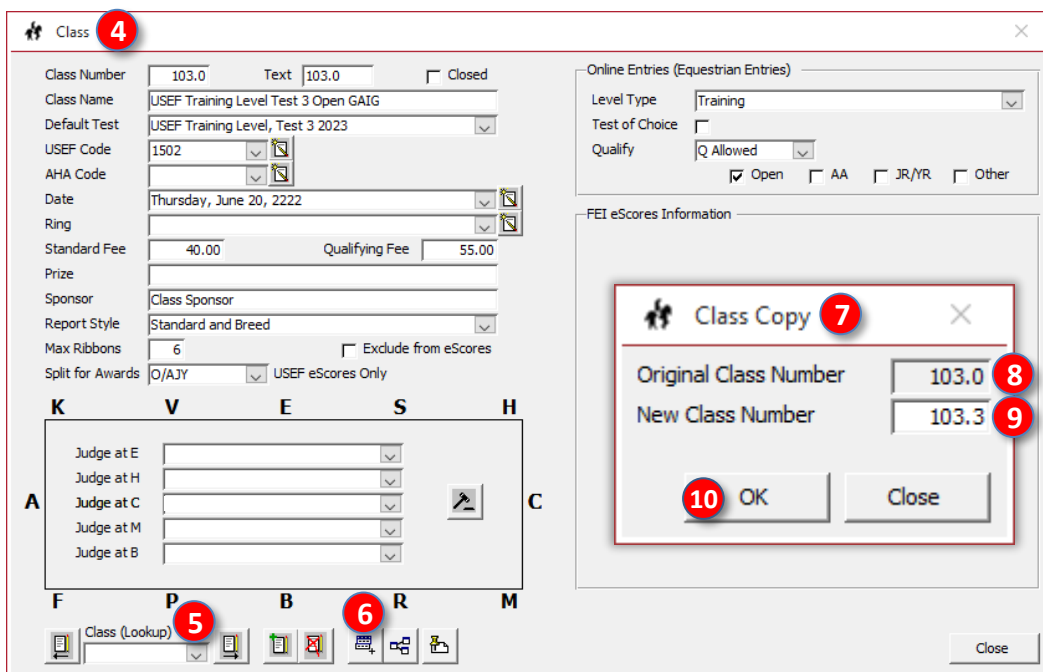 Class 4
Class Number 103.0 Text 103.0 Closed
Class Name USEF Training Level Test 3 Open GAIG
Default Test USEF Training Level, Test 3 2023
USEF Code 1502
AHA Code
Date Thursday, June 20, 2222
Ring
Standard Fee 40.00 Qualifying Fee 55.00
Prize
Sponsor Class Sponsor
Report Style Standard and Breed
Max Ribbons 6 Exclude from eScores
Split for Awards O/AJY USEF eScores Only
K V E S H
Judge at E
Judge at H
A Judge at C C
Judge at M
Judge at B
F P B R M
5 6
Class (Lookup)
Online Entries (Equestrian Entries)
Level Type Training
Test of Choice
Qualify Q Allowed
Open AA JR/YR Other
FEI eScores Information
Class Copy 7
Original Class Number 103.0 8
New Class Number 103.3 9
10 OK Close
Close